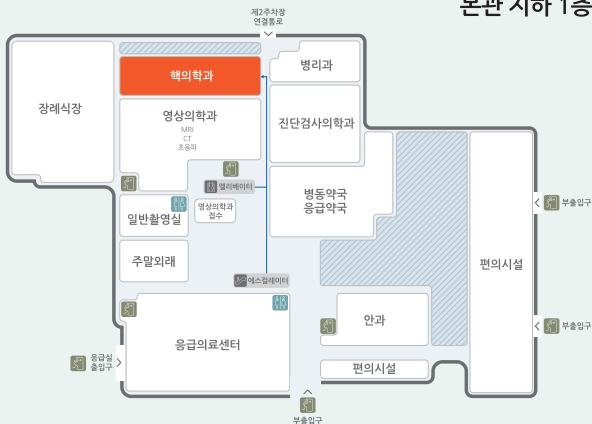 본관 지하 1층
제2주차장
연결통로
병리과
핵의학과
장례식장
영상의학과
MRI
CT
초음파
진단검사의학과
엘리베이터
병동약국
응급약국
부출입구
영상의학과
접수
일반촬영실
주말외래
편의시설
에스컬레이터
안과
부출입구
응급의료센터
응급실
출입구
편의시설
부출입구